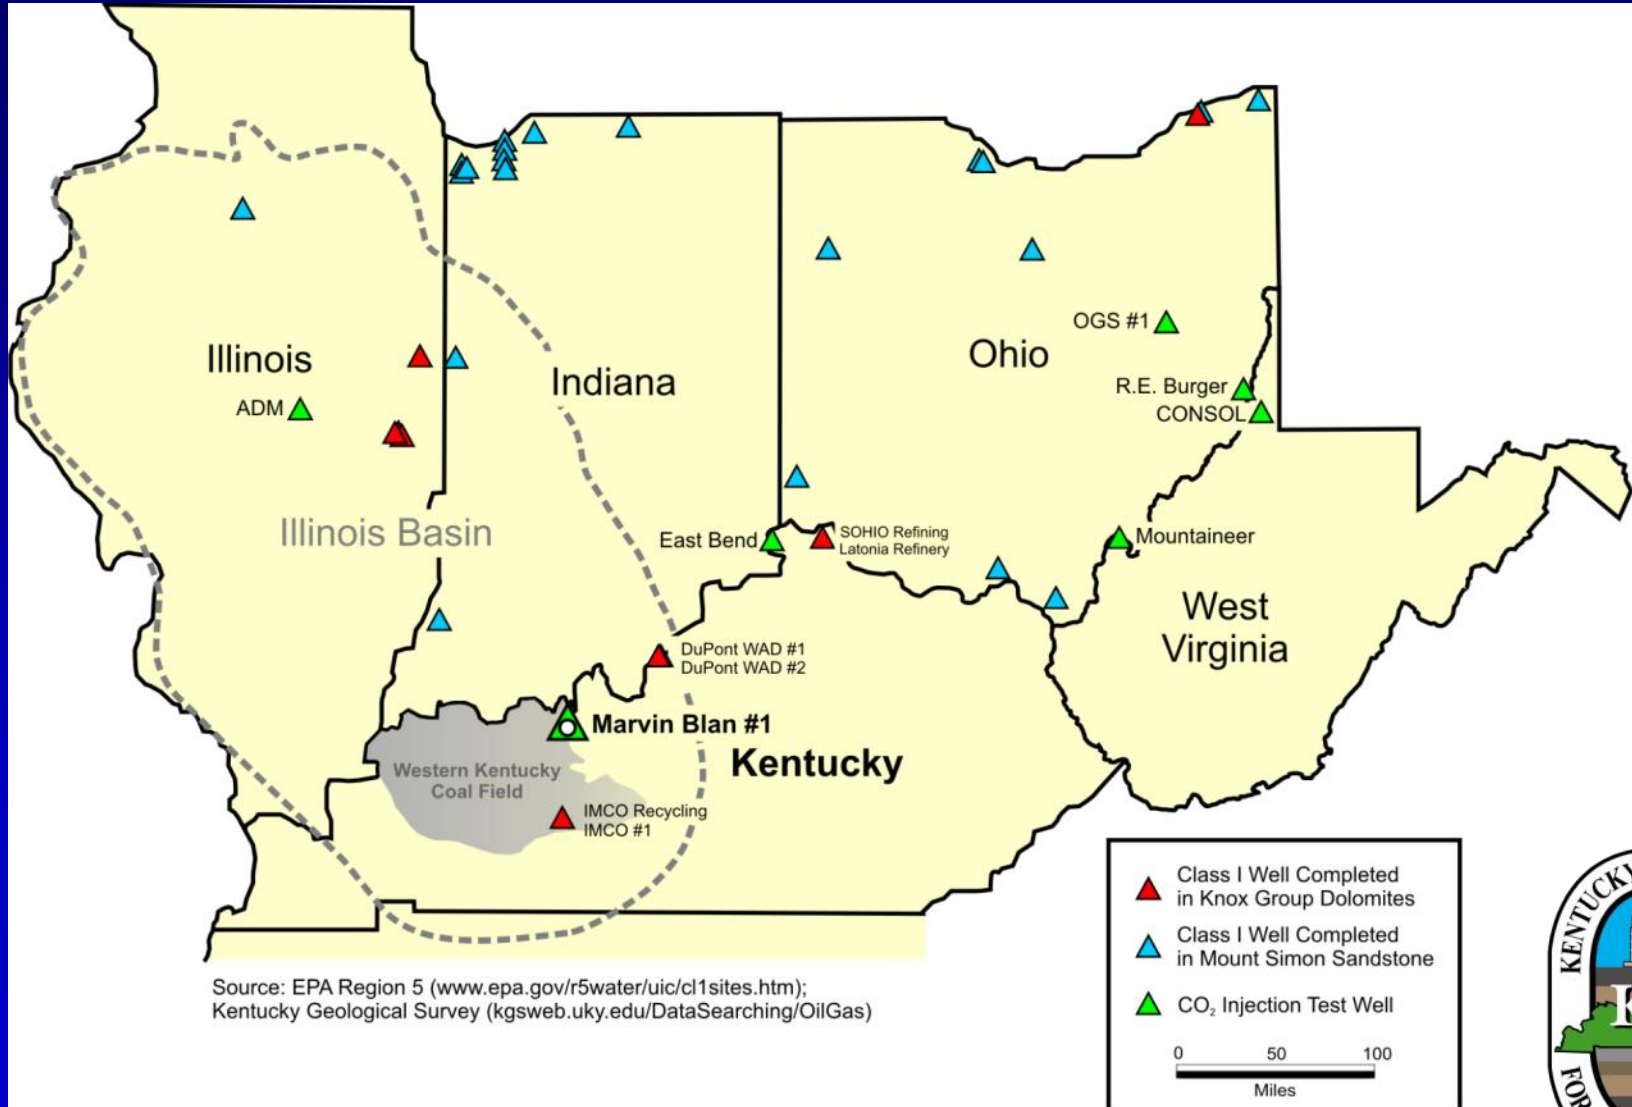 Illinois
ADM
Illinois Basin
Indiana
Ohio
OGS #1
R.E. Burger
CONSOL
East Bend
SOHIO Refining
Latonia Refinery
Mountaineer
West
Virginia
DuPont WAD #1
DuPont WAD #2
Marvin Blan #1
Kentucky
Western Kentucky
Coal Field
IMCO Recycling
IMCO #1
Class I Well Completed
in Knox Group Dolomites
Class I Well Completed
in Mount Simon Sandstone
CO₂ Injection Test Well
0 50 100
Miles
Source: EPA Region 5 (www.epa.gov/r5water/uic/cl1sites.htm);
Kentucky Geological Survey (kgsweb.uky.edu/DataSearching/OilGas)
KENTUCKY